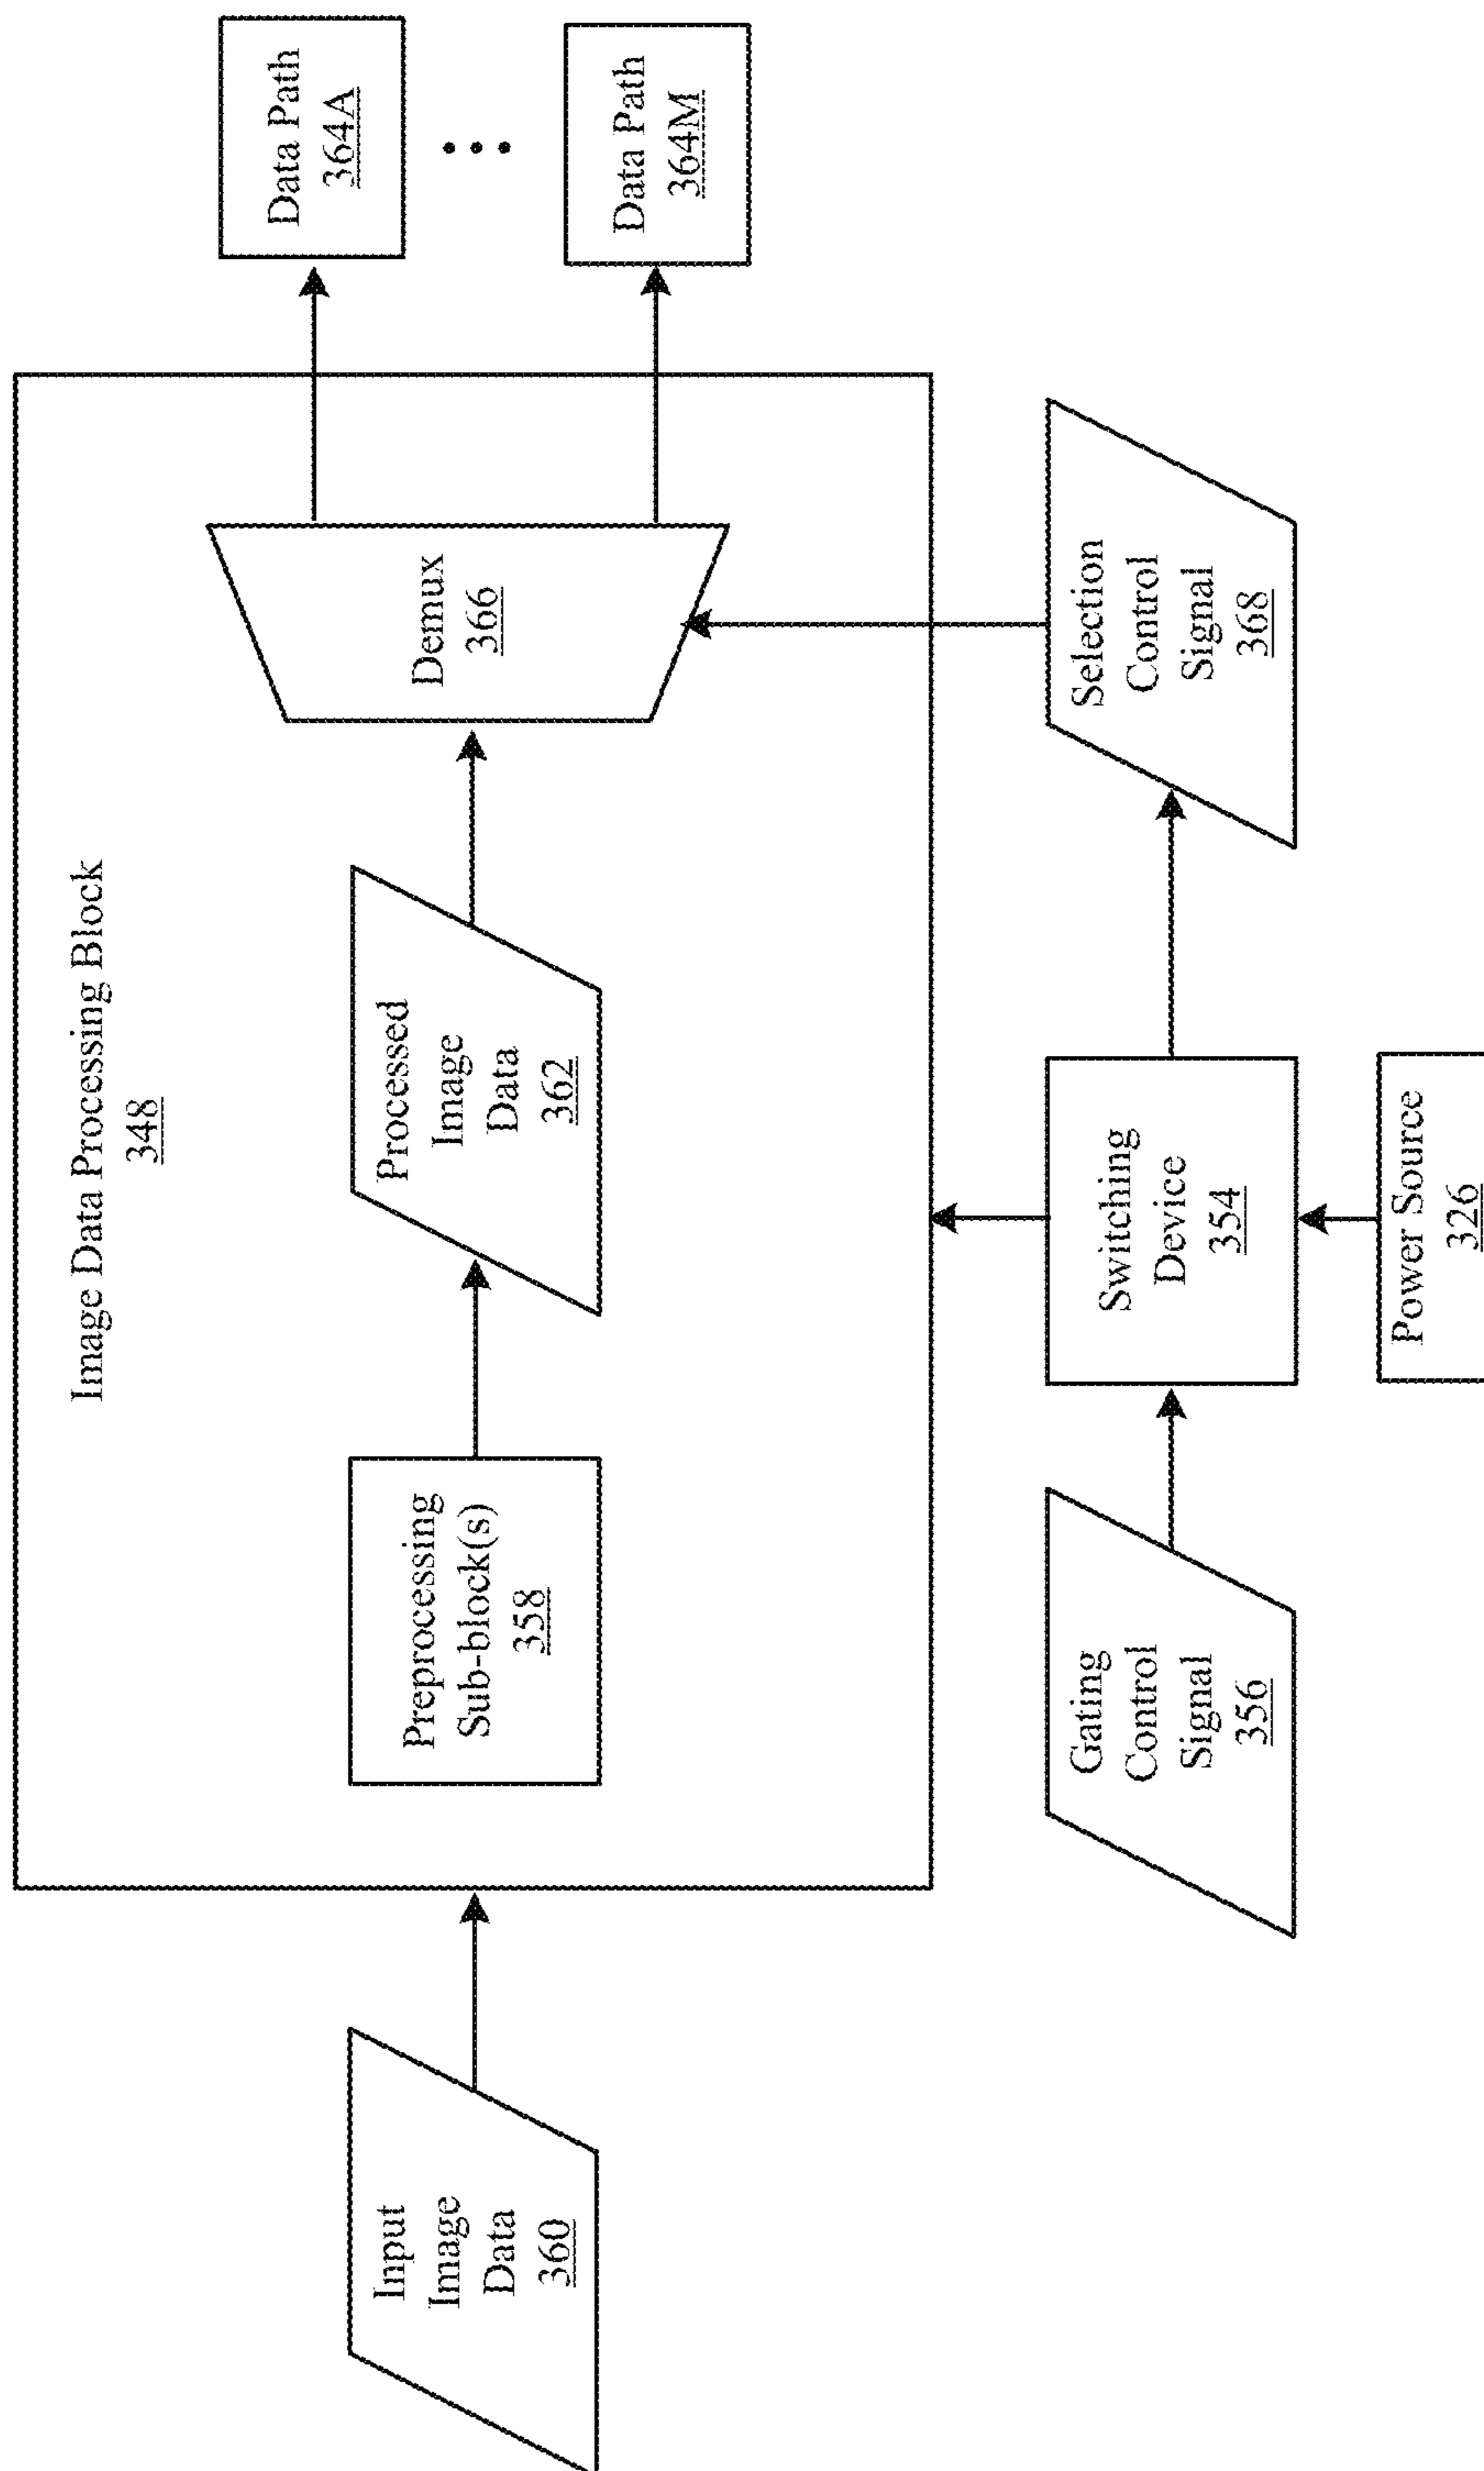 Image Data Processing Block
348
Input
Image
Data
360
Preprocessing
Sub-block(s)
358
Processed
Image
Data
362
Demux
366
Data Path
364A
Data Path
364M
Gating
Control
Signal
356
Switching
Device
354
Selection
Control
Signal
368
Power Source
326